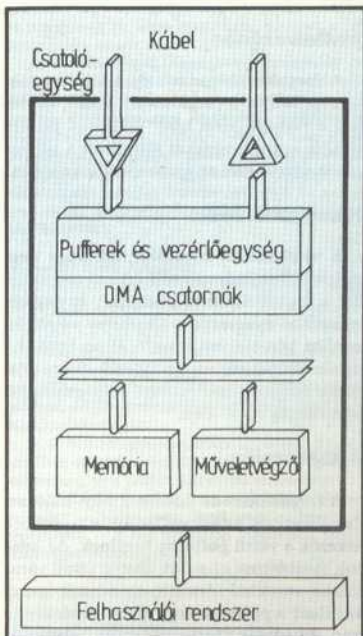 Kábel
Csatoló-
egység
Pufferek és vezérlőegység
DMA csatornák
Memória
Műveletvégző
Felhasználói rendszer